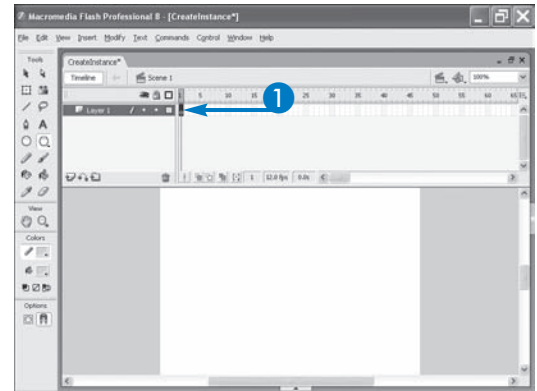 Macromedia Flash Professional 8 - [CreateInstance*]
File Edit View Insert Modify Text Commands Control Window Help
Tools
CreateInstance*
Timeline Scene 1 100%
5 10 15 1 30 35 40 45 50 55 60 65
Layer 1
A
1 12.0 fps 0.0s
View
Colors
Options